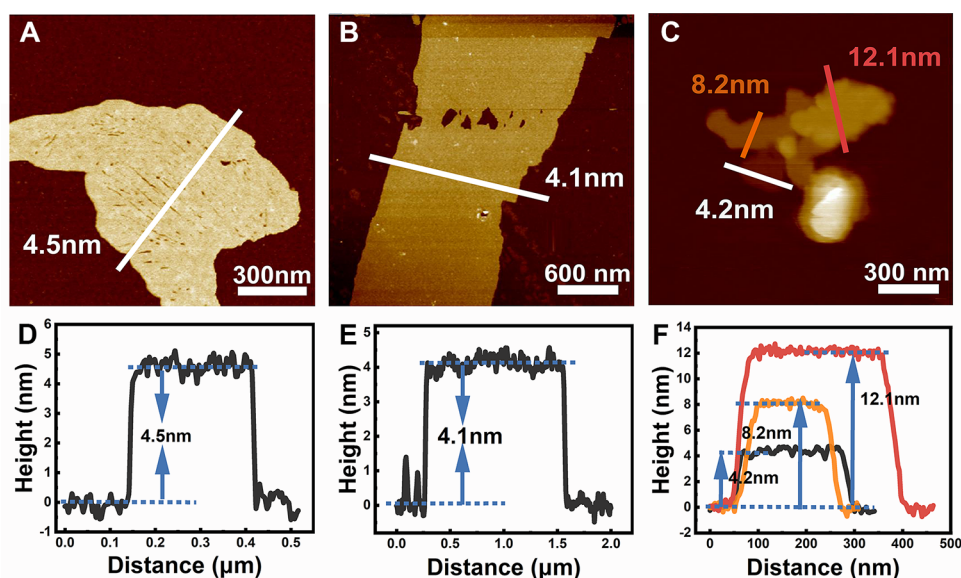 A
4.5nm
300nm
B
4.1nm
600 nm
C
12.1nm
8.2nm
4.2nm
300 nm
D
Height (nm)
6
5
4
3
2
1
0
-1
4.5nm
0.0 0.1 0.2 0.3 0.4 0.5
Distance (µm)
E
Height (nm)
5
4
3
2
1
0
4.1nm
0.0 0.5 1.0 1.5 2.0
Distance (µm)
F
Height (nm)
14
12
10
8
6
4
2
0
-2
12.1nm
8.2nm
4.2nm
0 100 200 300 400 500
Distance (nm)